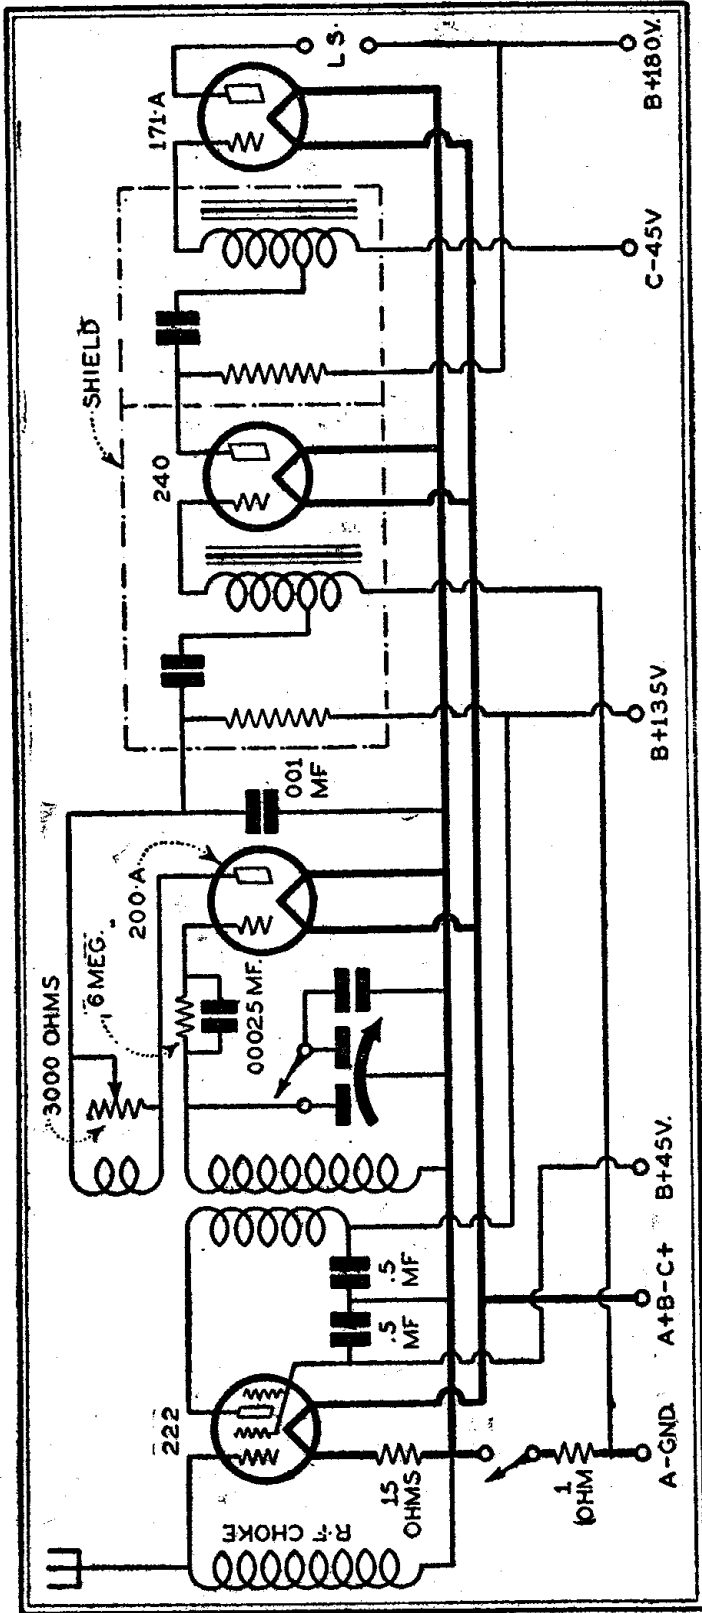 222
R.F CHOKE
15
OHMS
1
OHM
A-GND.
.5
MF
.5
MF
A+B-C+
B+45V.
3000 OHMS
6 MEG.
00025 MF.
200·A
001
MF
B+135V
240
SHIELD
C-45V
171·A
L S.
B+180V.